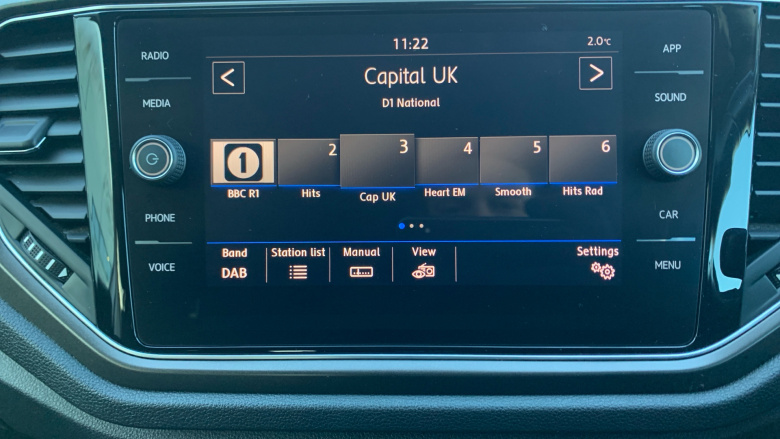 RADIO
MEDIA
PHONE
VOICE
11:22
2.0°C
<
Capital UK
>
D1 National
1
2
3
4
5
6
BBC R1
Hits
Cap UK
Heart EM
Smooth
Hits Rad
Band
DAB
Station list
Manual
View
Settings
APP
SOUND
CAR
MENU